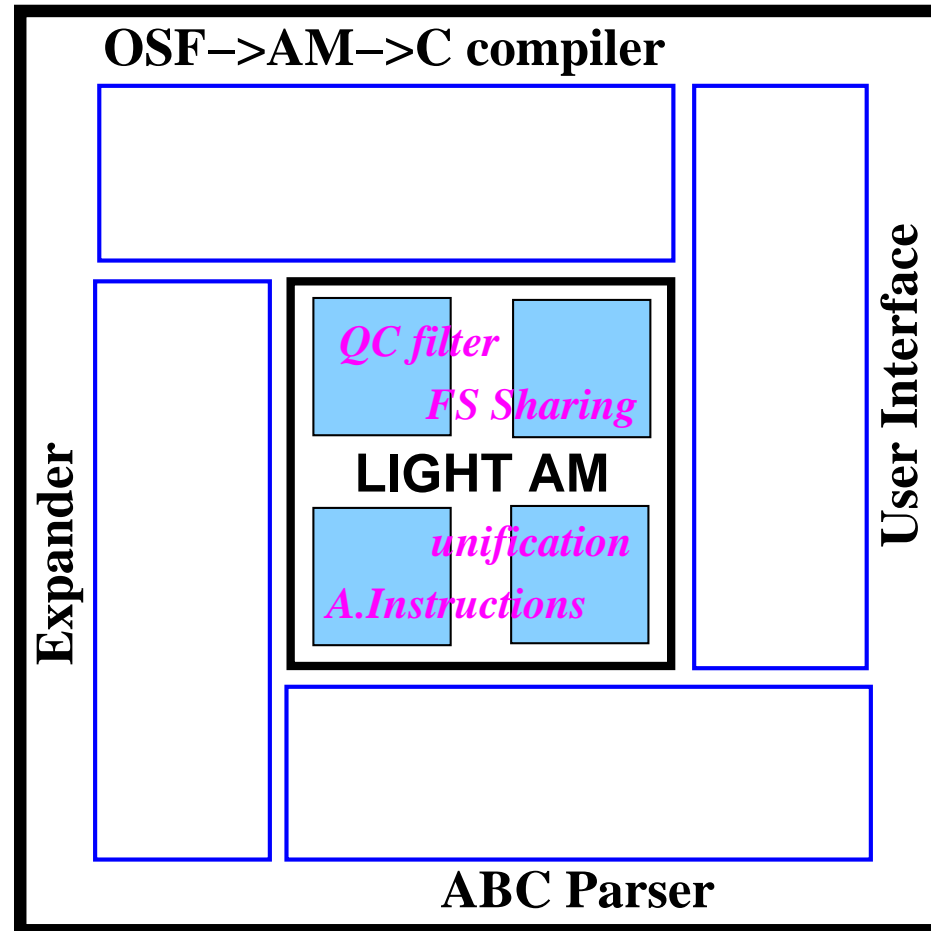 OSF−>AM−>C compiler
User Interface
QC filter
FS Sharing
LIGHT AM
unification
A.Instructions
Expander
ABC Parser